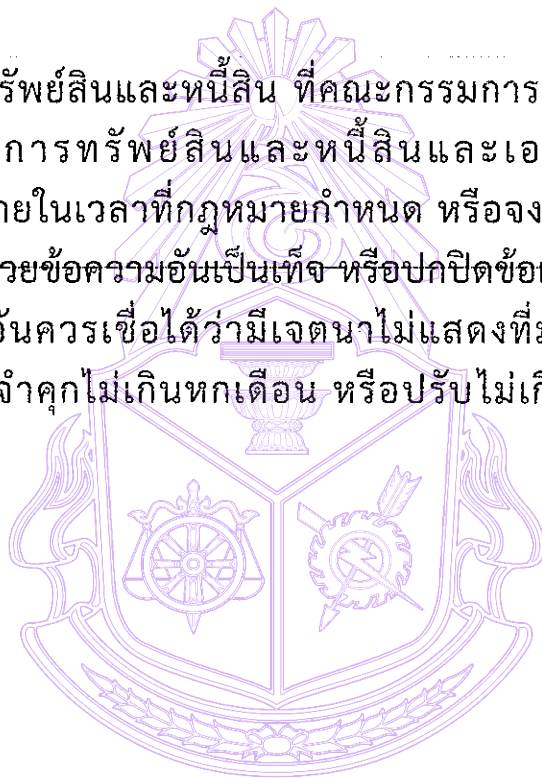 รัพย์สินและหนี้สิน ที่คณะกรรมการ
การทรัพย์สินและหนี้สินและเอ
ายในเวลาที่กฎหมายกำหนด หรือจง
วยข้อความอันเป็นเท็จ หรือปกปิดข้อ
ันควรเชื่อได้ว่ามีเจตนาไม่แสดงที่ม
จำคุกไม่เกินหกเดือน หรือปรับไม่เกิ